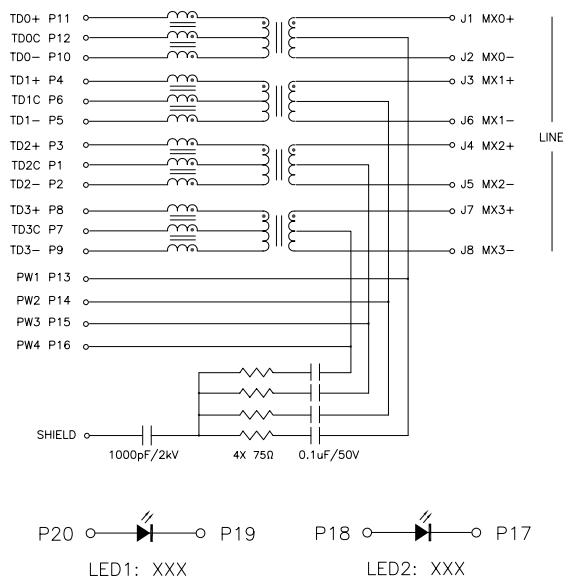 TD0+ P11 J1 MX0+
TD0C P12
TD0- P10 J2 MX0-
TD1+ P4 J3 MX1+
TD1C P6
TD1- P5 J6 MX1-
LINE
TD2+ P3 J4 MX2+
TD2C P1
TD2- P2 J5 MX2-
TD3+ P8 J7 MX3+
TD3C P7
TD3- P9 J8 MX3-
PW1 P13
PW2 P14
PW3 P15
PW4 P16
SHIELD
1000pF/2kV 4X 75Ω 0.1uF/50V
P20 P19 P18 P17
LED1: XXX LED2: XXX